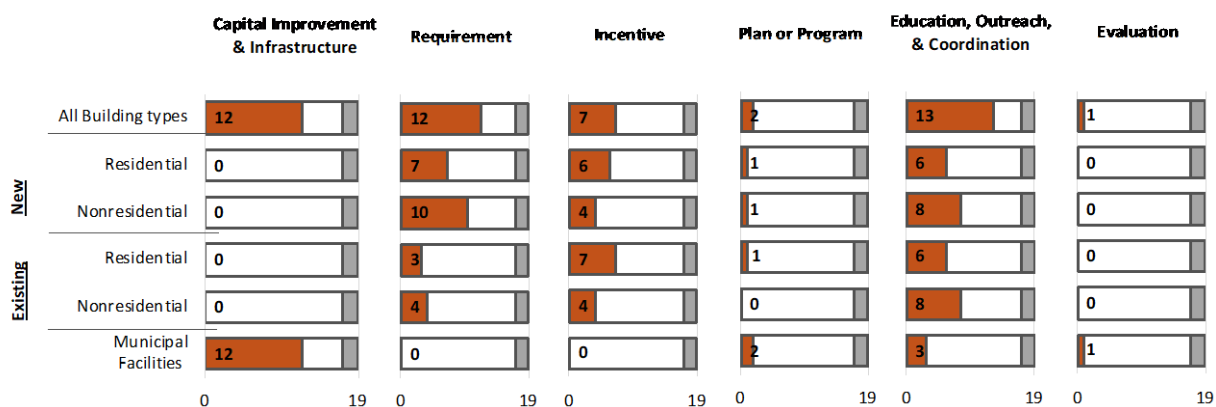 Capital Improvement
& Infrastructure
Requirement
Incentive
Plan or Program
Education, Outreach,
& Coordination
Evaluation
All Building types
12
12
7
2
13
1
New
Residential
0
7
6
1
6
0
Nonresidential
0
10
4
1
8
0
Existing
Residential
0
3
7
1
6
0
Nonresidential
0
4
4
0
8
0
Municipal
Facilities
12
0
0
2
3
1
0 19
0 19
0 19
0 19
0 19
0 19